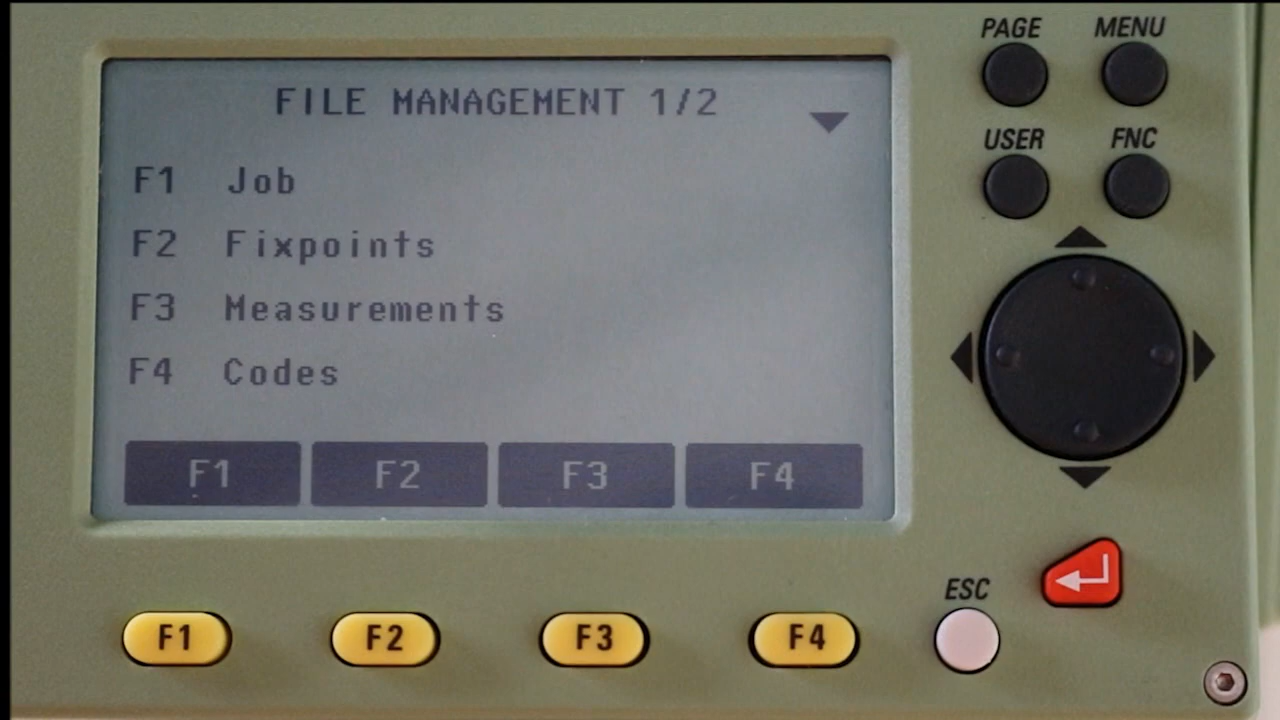 FILE MANAGEMENT 1/2
F1 Job
F2 Fixpoints
F3 Measurements
F4 Codes
F1 F2 F3 F4
PAGE MENU
USER FNC
ESC
F1 F2 F3 F4